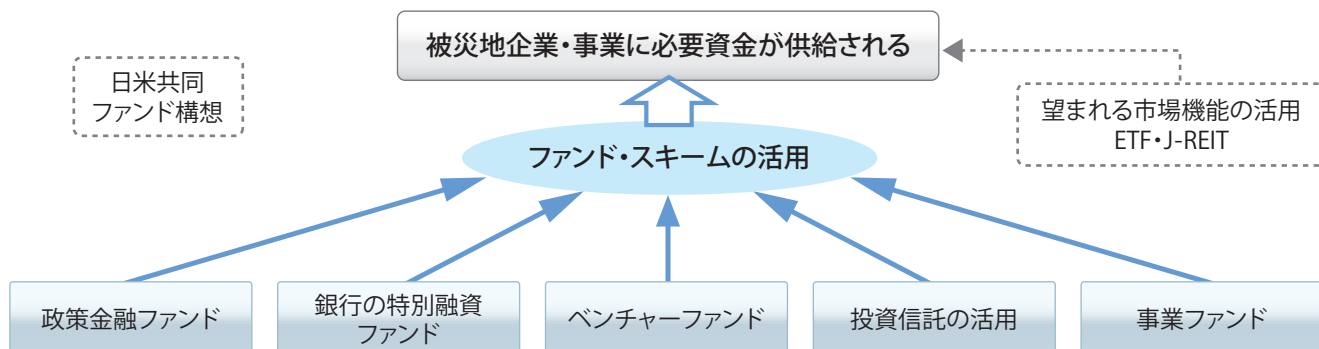 被災地企業・事業に必要資金が供給される
日米共同
ファンド構想
望まれる市場機能の活用
ETF・J-REIT
ファンド・スキームの活用
政策金融ファンド
銀行の特別融資
ファンド
ベンチャーファンド
投資信託の活用
事業ファンド